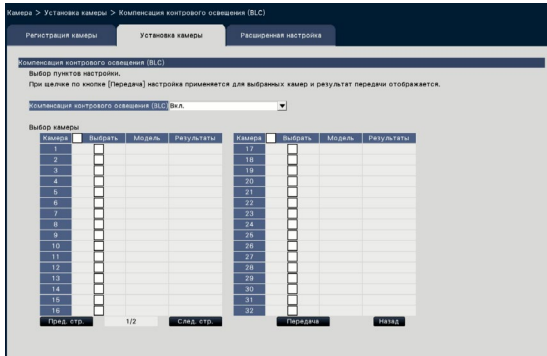 Камера > Установка камеры > Компенсация контрового освещения (BLC)
Регистрация камеры Установка камеры Расширенная настройка
Компенсация контрового освещения (BLC)
Выбор пунктов настройки.
При щелчке по кнопке [Передача] настройка применяется для выбранных камер и результат передачи отображается.
Компенсация контрового освещения (BLC) Вкл.
Выбор камеры
Камера Выбрать Модель Результаты Камера Выбрать Модель Результаты
1 17
2 18
3 19
4 20
5 21
6 22
7 23
8 24
9 25
10 26
11 27
12 28
13 29
14 30
15 31
16 32
Пред. стр. 1/2 След. стр. Передача Назад